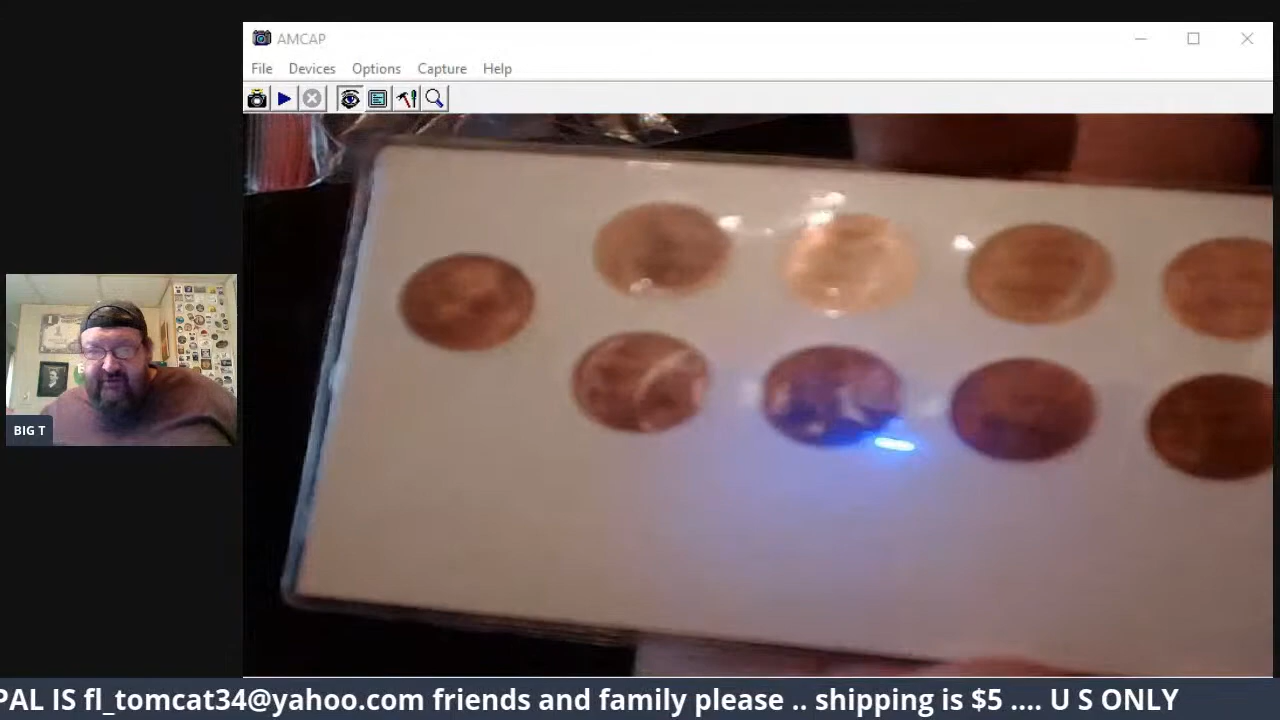 AMCAP
File Devices Options Capture Help
BIG T
PAL IS fl_tomcat34@yahoo.com friends and family please .. shipping is $5 .... U S ONLY